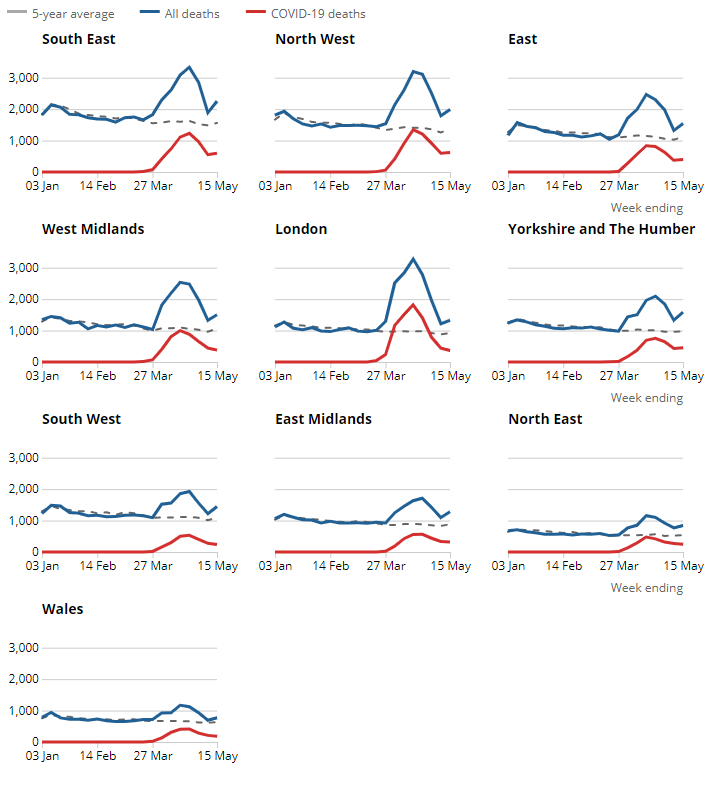 5-year average All deaths COVID-19 deaths
South East North West East
3,000
2,000
1,000
0
03 Jan 14 Feb 27 Mar 15 May 03 Jan 14 Feb 27 Mar 15 May 03 Jan 14 Feb 27 Mar 15 May
Week ending
West Midlands London Yorkshire and The Humber
3,000
2,000
1,000
0
03 Jan 14 Feb 27 Mar 15 May 03 Jan 14 Feb 27 Mar 15 May 03 Jan 14 Feb 27 Mar 15 May
Week ending
South West East Midlands North East
3,000
2,000
1,000
0
03 Jan 14 Feb 27 Mar 15 May 03 Jan 14 Feb 27 Mar 15 May 03 Jan 14 Feb 27 Mar 15 May
Week ending
Wales
3,000
2,000
1,000
0
03 Jan 14 Feb 27 Mar 15 May